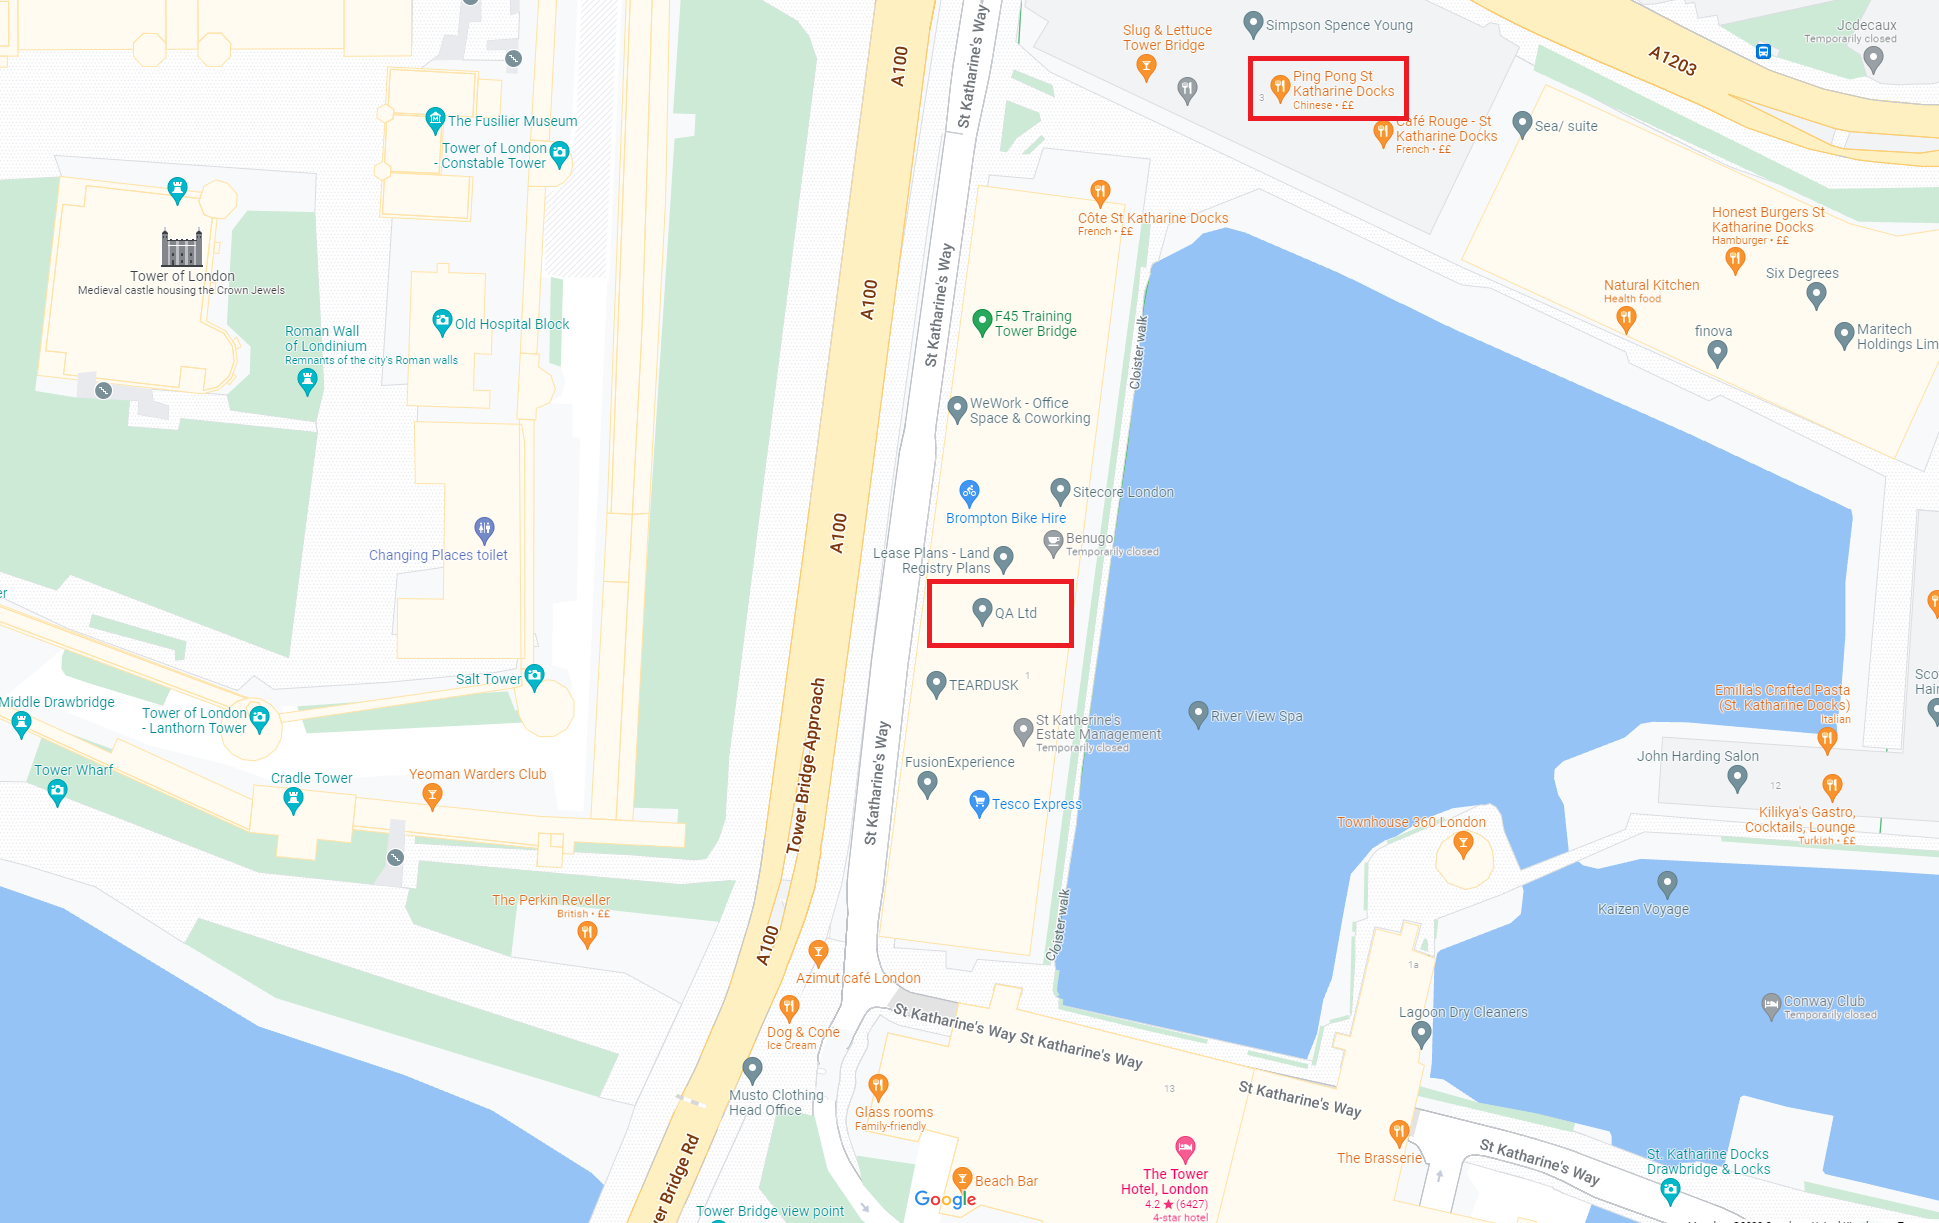 St Katharine's Way
Slug & Lettuce
Tower Bridge
Simpson Spence Young
Jcdecaux
Temporarily closed
A100
A1203
Ping Pong St
Katharine Docks
Chinese • ££
3
Café Rouge - St
Katharine Docks
French • ££
Sea/ suite
The Fusilier Museum
Tower of London
- Constable Tower
Côte St Katharine Docks
French • ££
Honest Burgers St
Katharine Docks
Hamburger • ££
Tower of London
Medieval castle housing the Crown Jewels
A100
St Katharine's Way
Natural Kitchen
Health food
Six Degrees
Roman Wall
of Londinium
Remnants of the city's Roman walls
Old Hospital Block
F45 Training
Tower Bridge
Cloister walk
finova
Maritech
Holdings Lim
WeWork - Office
Space & Coworking
Sitecore London
Brompton Bike Hire
A100
Changing Places toilet
Lease Plans - Land
Registry Plans
Benugo
Temporarily closed
QA Ltd
er
Salt Tower
TEARDUSK
1
Middle Drawbridge
Tower of London
- Lanthorn Tower
Tower Bridge Approach
St Katharine's Way
St Katherine's
Estate Management
Temporarily closed
River View Spa
Emilia's Crafted Pasta
(St. Katharine Docks)
Italian
Sco
Hair
John Harding Salon
12
Tower Wharf
Cradle Tower
Yeoman Warders Club
FusionExperience
Tesco Express
Townhouse 360 London
Kilikya's Gastro,
Cocktails, Lounge
Turkish • ££
The Perkin Reveller
British • ££
A100
Cloister walk
Kaizen Voyage
Azimut café London
1a
Dog & Cone
Ice Cream
St Katharine's Way St Katharine's Way
Lagoon Dry Cleaners
Conway Club
Temporarily closed
Musto Clothing
Head Office
Glass rooms
Family-friendly
13
St Katharine's Way
The Brasserie
St Katharine's Way
St. Katharine Docks
Drawbridge & Locks
The Tower
Hotel, London
4.2 ★ (6427)
4-star hotel
Beach Bar
Google
wer Bridge Rd
Tower Bridge view point